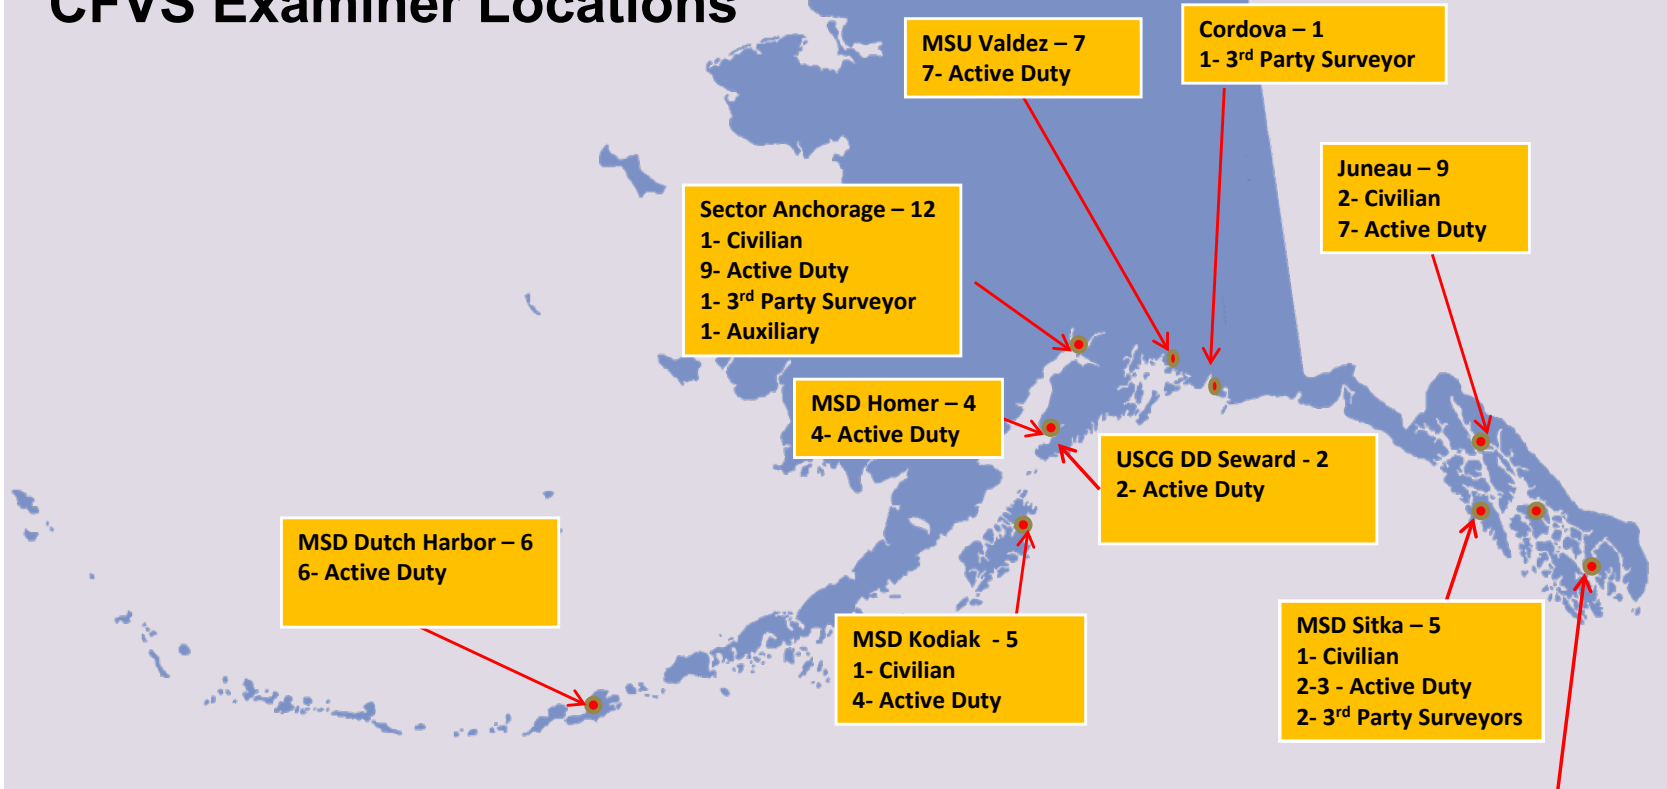 CFVS Examiner Locations
MSU Valdez – 7
7- Active Duty
Cordova – 1
1- 3rd Party Surveyor
Juneau – 9
2- Civilian
7- Active Duty
Sector Anchorage – 12
1- Civilian
9- Active Duty
1- 3rd Party Surveyor
1- Auxiliary
MSD Homer – 4
4- Active Duty
USCG DD Seward - 2
2- Active Duty
MSD Dutch Harbor – 6
6- Active Duty
MSD Kodiak - 5
1- Civilian
4- Active Duty
MSD Sitka – 5
1- Civilian
2-3 - Active Duty
2- 3rd Party Surveyors